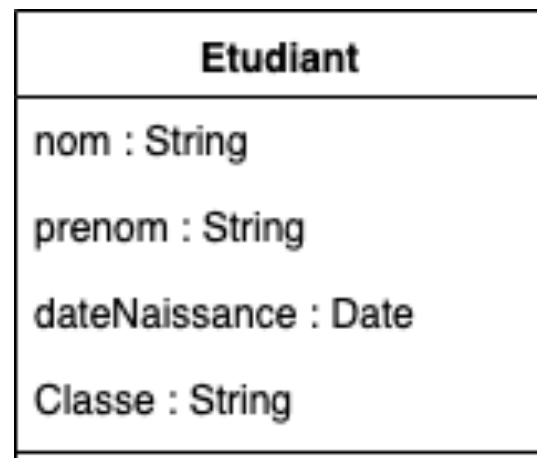 Etudiant
nom : String
prenom : String
dateNaissance : Date
Classe : String